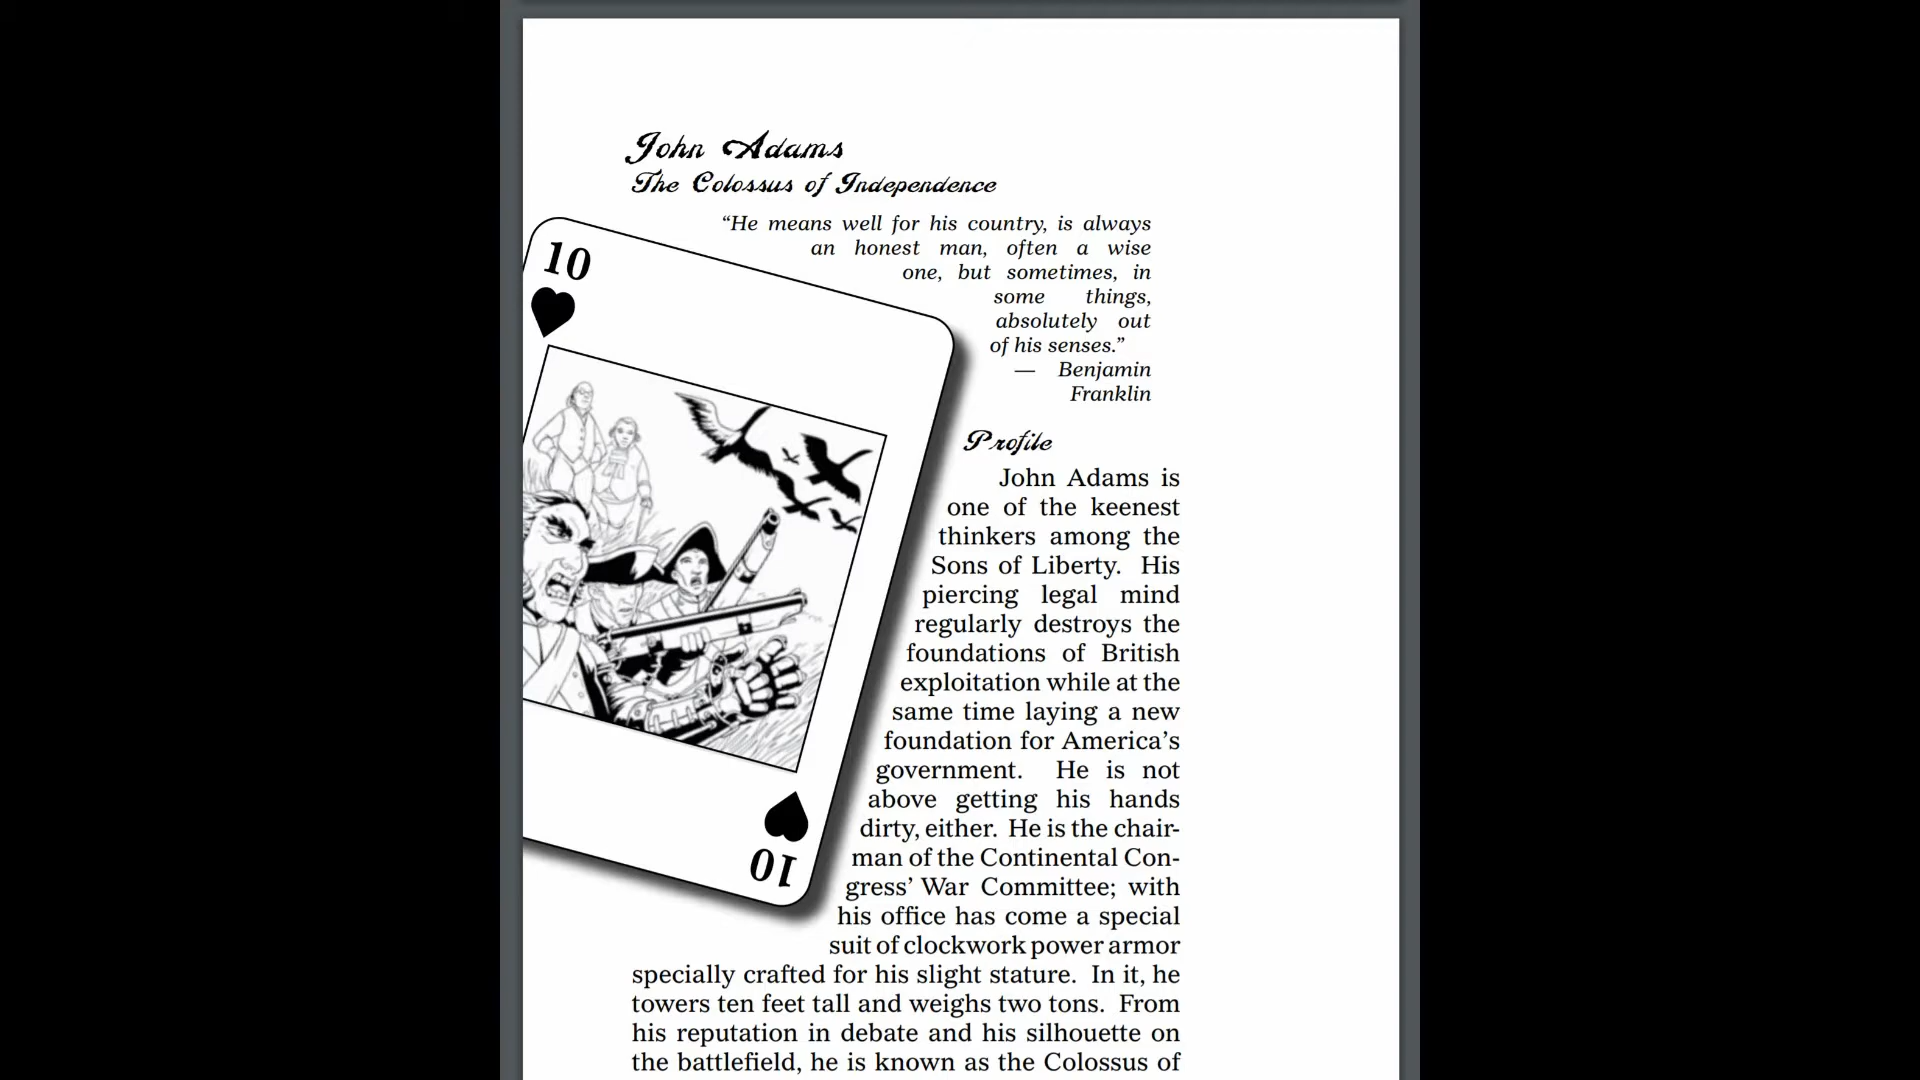 John Adams
The Colossus of Independence
“He means well for his country, is always
an honest man, often a wise
one, but sometimes, in
some things,
absolutely out
of his senses.”
— Benjamin
Franklin
10
Profile
John Adams is
one of the keenest
thinkers among the
Sons of Liberty. His
piercing legal mind
regularly destroys the
foundations of British
exploitation while at the
same time laying a new
foundation for America’s
government. He is not
above getting his hands
dirty, either. He is the chair-
man of the Continental Con-
gress’ War Committee; with
his office has come a special
suit of clockwork power armor
specially crafted for his slight stature. In it, he
towers ten feet tall and weighs two tons. From
his reputation in debate and his silhouette on
the battlefield, he is known as the Colossus of
10